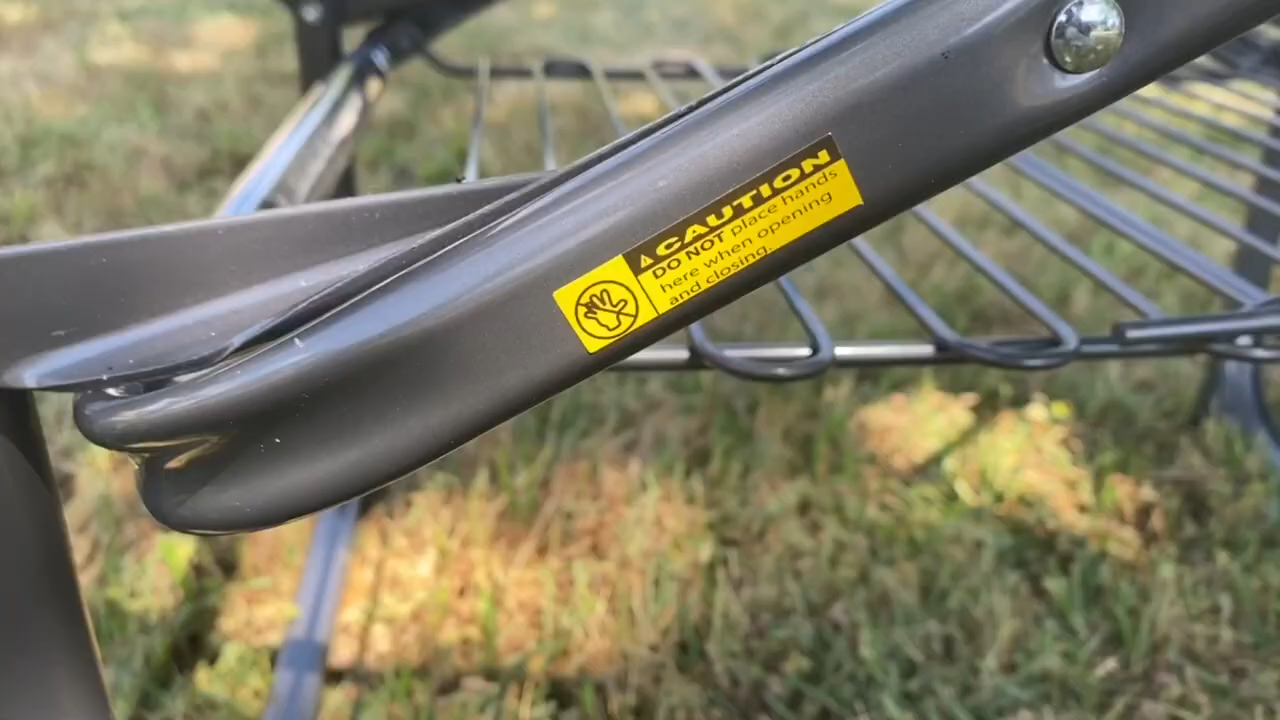 CAUTION
DO NOT place hands
here when opening
and closing.